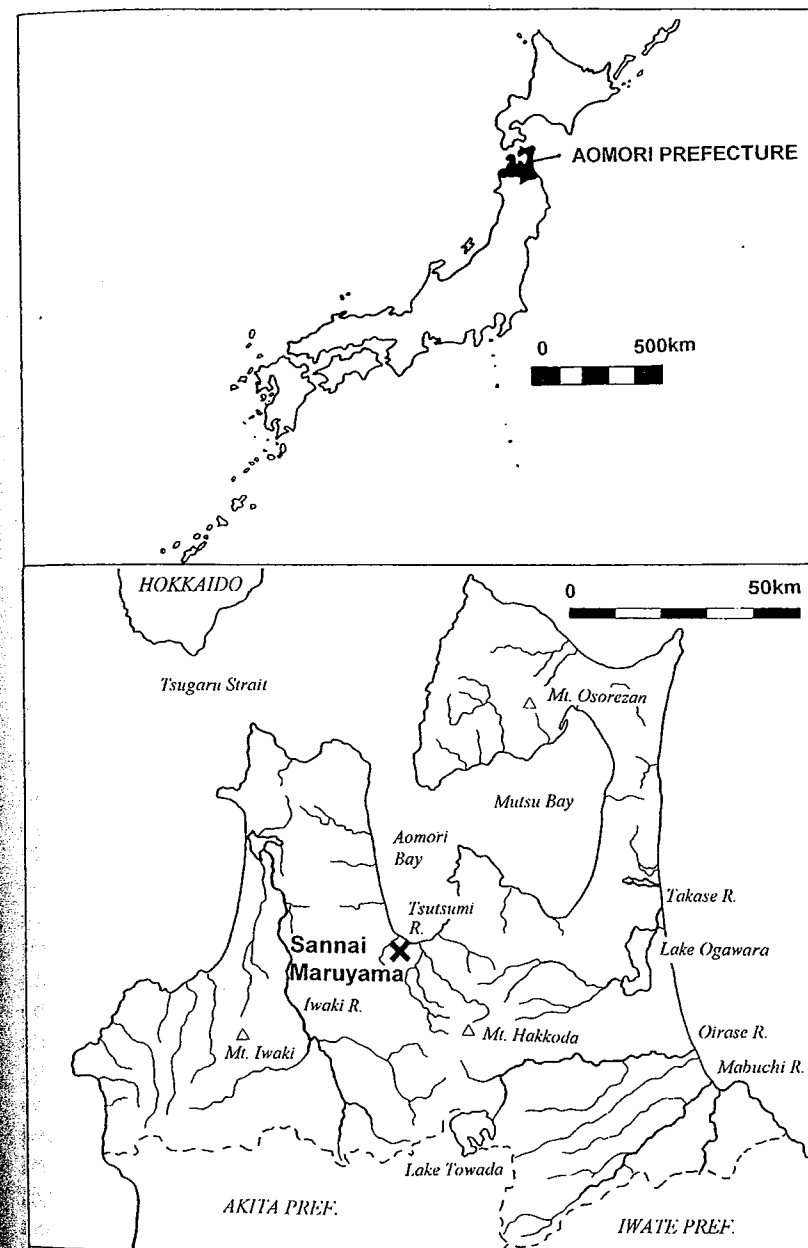 AOMORI PREFECTURE
0 500km
HOKKAIDO
0 50km
Tsugaru Strait
Mt. Osorezan
Mutsu Bay
Aomori
Bay
Takase R.
Tsutsumi
R.
Sannai
Maruyama
Lake Ogawara
Iwaki R.
Mt. Hakkoda
Oirase R.
Mt. Iwaki
Mabuchi R.
Lake Towada
AKITA PREF.
IWATE PREF.